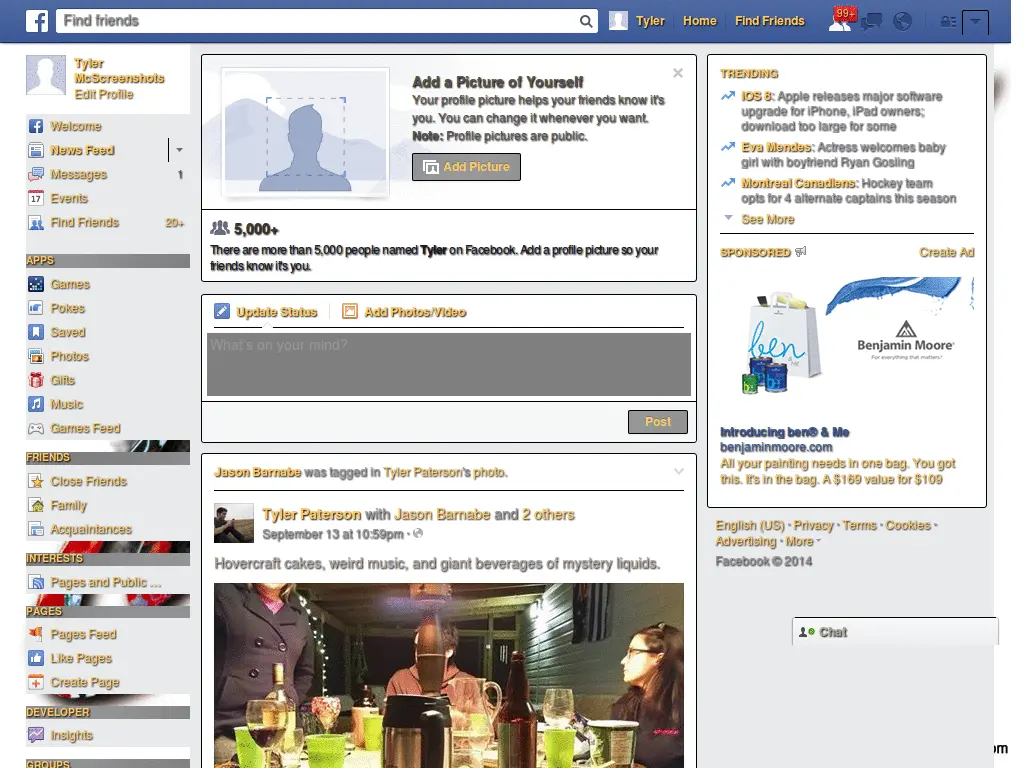 Find friends
Tyler
Home
Find Friends
99+
Tyler
McScreenshots
Edit Profile
Welcome
News Feed
Messages
1
17
Events
Find Friends
20+
APPS
Games
Pokes
Saved
Photos
Gifts
Music
Games Feed
FRIENDS
Close Friends
Family
Acquaintances
INTERESTS
Pages and Public ...
PAGES
Pages Feed
Like Pages
Create Page
DEVELOPER
Insights
GROUPS
Add a Picture of Yourself
Your profile picture helps your friends know it's
you. You can change it whenever you want.
Note: Profile pictures are public.
Add Picture
5,000+
There are more than 5,000 people named Tyler on Facebook. Add a profile picture so your
friends know it's you.
Update Status
Add Photos/Video
What's on your mind?
Post
Jason Barnabe was tagged in Tyler Paterson's photo.
Tyler Paterson with Jason Barnabe and 2 others
September 13 at 10:59pm ·
Hovercraft cakes, weird music, and giant beverages of mystery liquids.
TRENDING
iOS 8: Apple releases major software
upgrade for iPhone, iPad owners;
download too large for some
Eva Mendes: Actress welcomes baby
girl with boyfriend Ryan Gosling
Montreal Canadiens: Hockey team
opts for 4 alternate captains this season
See More
SPONSORED
Create Ad
ben
Benjamin Moore®
For everything that matters.®
Introducing ben® & Me
benjaminmoore.com
All your painting needs in one bag. You got
this. It's in the bag. A $169 value for $109
English (US) · Privacy · Terms · Cookies ·
Advertising · More
Facebook © 2014
Chat
om